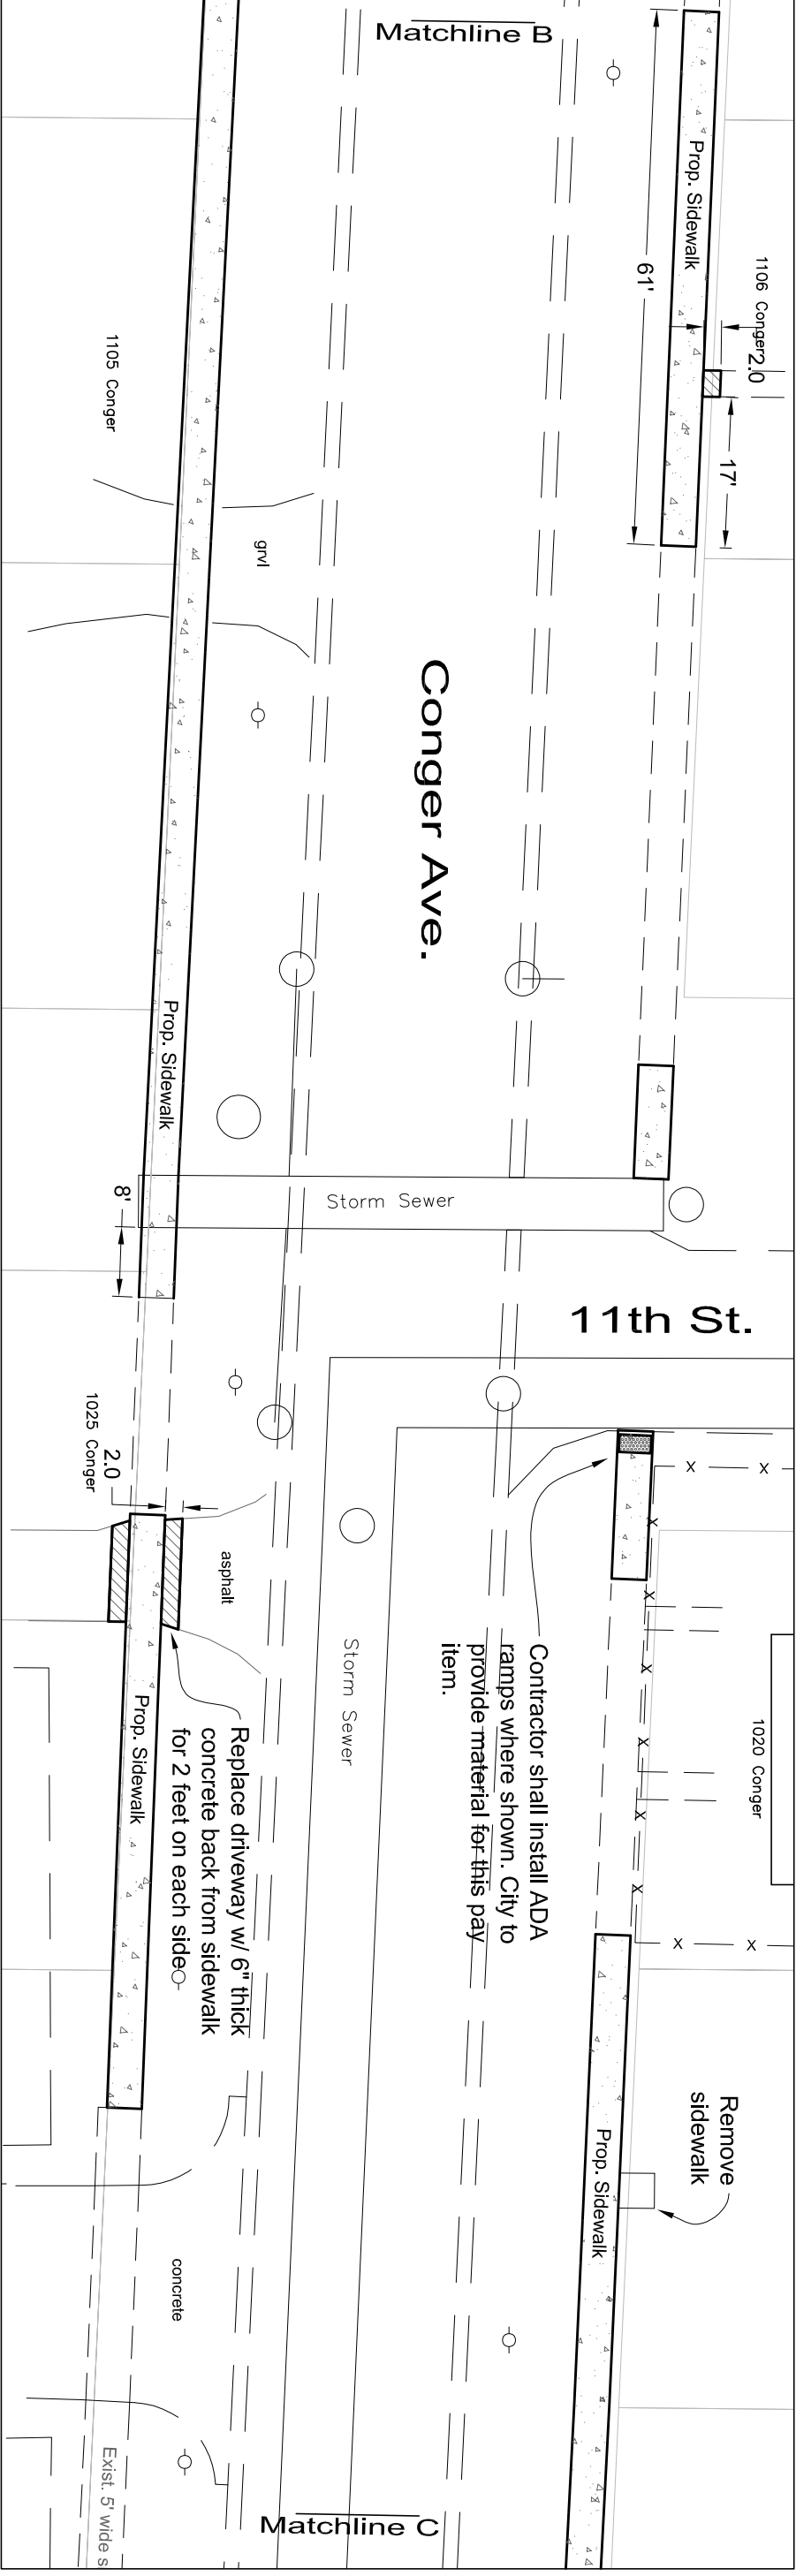 Matchline B
Prop. Sidewalk
61'
1106 Conger
2.0
17'
1105 Conger
grvl
Conger Ave.
Prop. Sidewalk
8'
Storm Sewer
11th St.
1025 Conger
2.0
asphalt
x
x
x
x
x
x
x
x
x
x
Storm Sewer
Contractor shall install ADA
ramps where shown. City to
provide material for this pay
item.
1020 Conger
Prop. Sidewalk
Replace driveway w/ 6" thick
concrete back from sidewalk
for 2 feet on each side
Remove
sidewalk
Prop. Sidewalk
concrete
Exist. 5' wide s
Matchline C